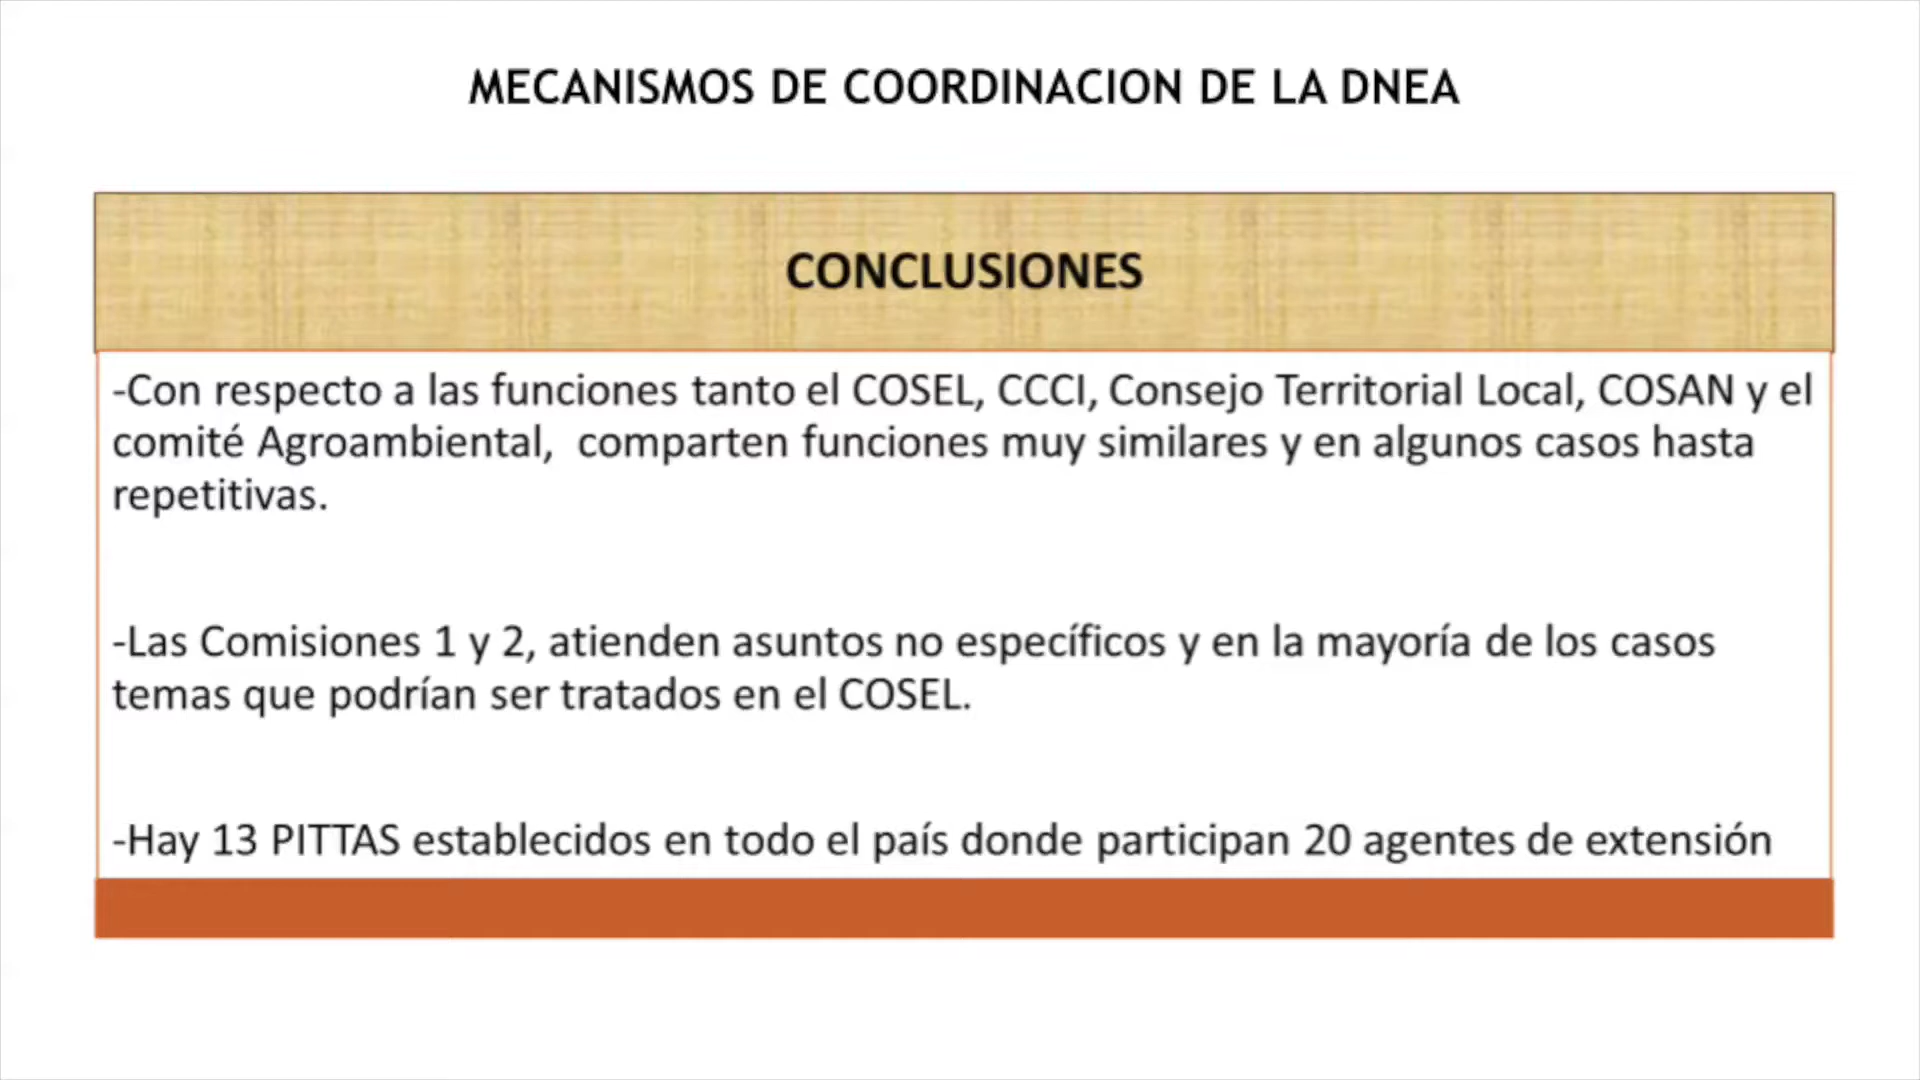 MECANISMOS DE COORDINACION DE LA DNEA
CONCLUSIONES
-Con respecto a las funciones tanto el COSEL, CCCI, Consejo Territorial Local, COSAN y el
comité Agroambiental,  comparten funciones muy similares y en algunos casos hasta
repetitivas.
-Las Comisiones 1 y 2, atienden asuntos no específicos y en la mayoría de los casos
temas que podrían ser tratados en el COSEL.
-Hay 13 PITTAS establecidos en todo el país donde participan 20 agentes de extensión